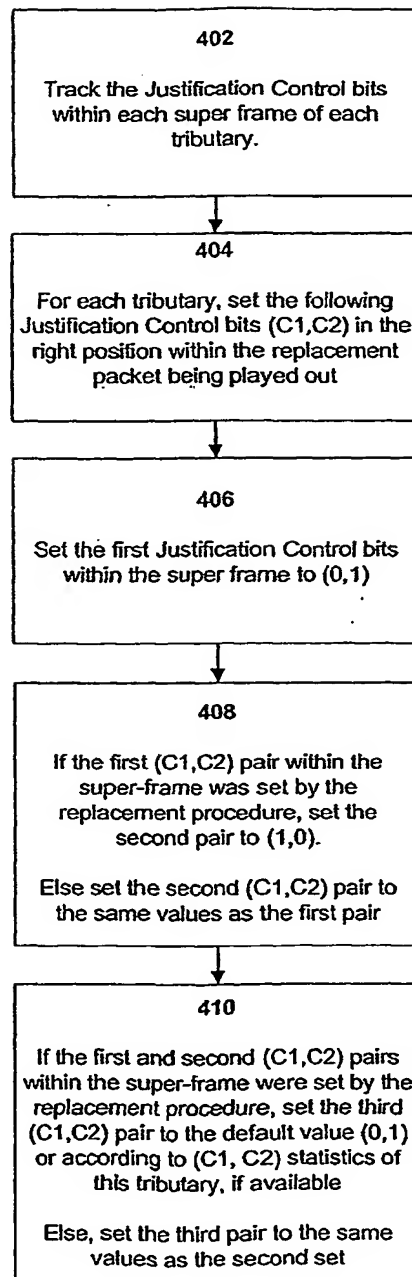 402
Track the Justification Control bits
within each super frame of each
tributary.
404
For each tributary, set the following
Justification Control bits (C1,C2) in the
right position within the replacement
packet being played out
406
Set the first Justification Control bits
within the super frame to (0,1)
408
If the first (C1,C2) pair within the
super-frame was set by the
replacement procedure, set the
second pair to (1,0).
Else set the second (C1,C2) pair to
the same values as the first pair
410
If the first and second (C1,C2) pairs
within the super-frame were set by the
replacement procedure, set the third
(C1,C2) pair to the default value (0,1)
or according to (C1, C2) statistics of
this tributary, if available
Else, set the third pair to the same
values as the second set